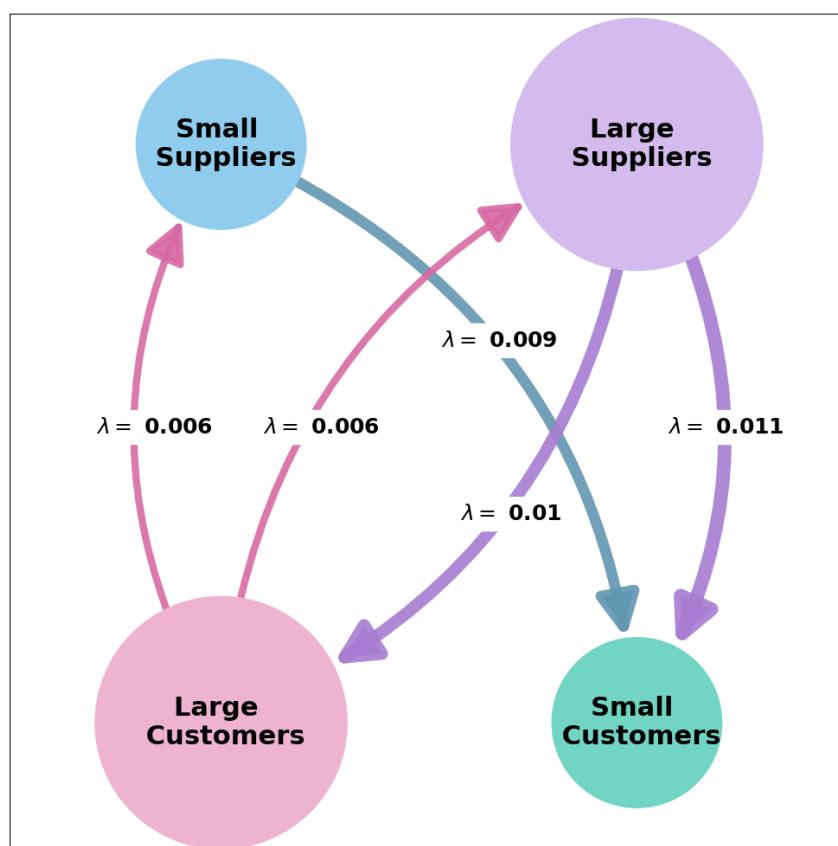 Small
Suppliers
Large
Suppliers
λ = 0.009
λ = 0.006
λ = 0.006
λ = 0.011
λ = 0.01
Large
Customers
Small
Customers